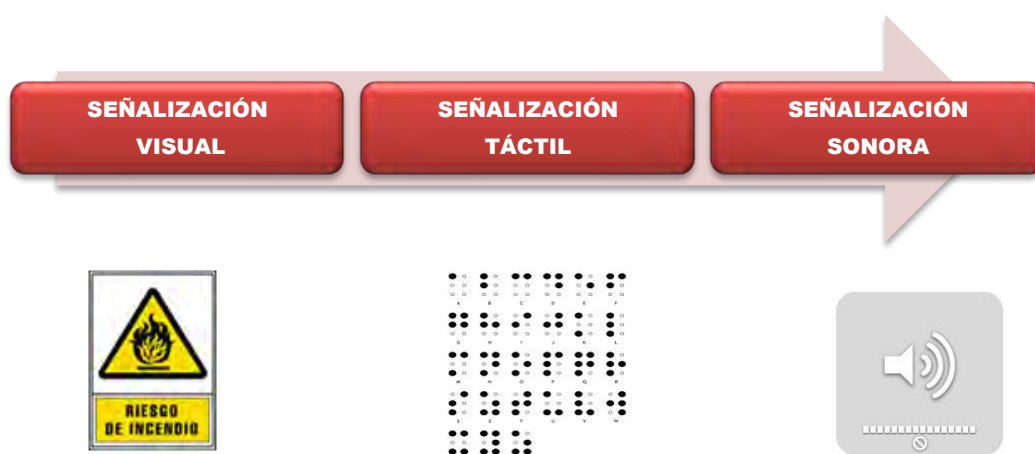 SEÑALIZACIÓN
VISUAL
SEÑALIZACIÓN
TÁCTIL
SEÑALIZACIÓN
SONORA
RIESGO
DE INCENDIO
A B C D E F
G H I J K L
M N O P Q R